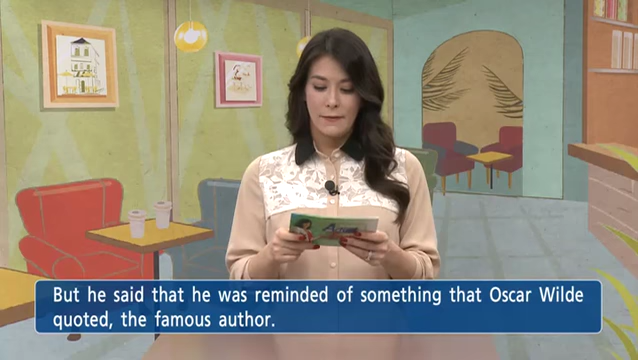 But he said that he was reminded of something that Oscar Wilde
quoted, the famous author.